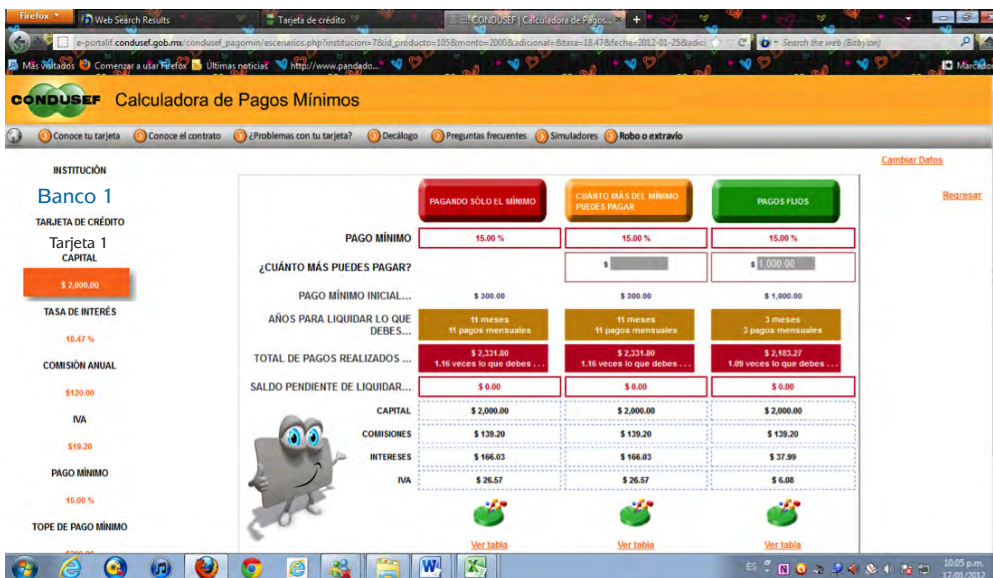 Firefox
Web Search Results
Tarjeta de crédito
CONDUSEF | Calculadora de Pagos...
e-portalif.condusef.gob.mx/condusef_pagomin/escenarios.php?institucion=7&id_producto=105&monto=2000&adicional=&tasa=18.47&fecha=2012-01-25&radici
Search the web (Babylon)
Más visitados
Comenzar a usar Firefox
Últimas noticias
http://www.pandado...
Marcador
CONDUSEF Calculadora de Pagos Mínimos
Conoce tu tarjeta
Conoce el contrato
¿Problemas con tu tarjeta?
Decálogo
Preguntas frecuentes
Simuladores
Robo o extravío
Cambiar Datos
Regresar
INSTITUCIÓN
Banco 1
TARJETA DE CRÉDITO
Tarjeta 1
CAPITAL
$ 2,000.00
TASA DE INTERÉS
18.47 %
COMISIÓN ANUAL
$120.00
IVA
$19.20
PAGO MÍNIMO
15.00 %
TOPE DE PAGO MÍNIMO
PAGANDO SÓLO EL MÍNIMO
CUÁNTO MÁS DEL MÍNIMO
PUEDES PAGAR
PAGOS FIJOS
PAGO MÍNIMO 15.00 % 15.00 % 15.00 %
¿CUÁNTO MÁS PUEDES PAGAR? $ $ 1,000.00
PAGO MÍNIMO INICIAL... $ 300.00 $ 300.00 $ 1,000.00
AÑOS PARA LIQUIDAR LO QUE 11 meses 11 meses 3 meses
DEBES... 11 pagos mensuales 11 pagos mensuales 3 pagos mensuales
TOTAL DE PAGOS REALIZADOS ... $ 2,331.80 $ 2,331.80 $ 2,183.27
1.16 veces lo que debes . . . 1.16 veces lo que debes . . . 1.09 veces lo que debes . . .
SALDO PENDIENTE DE LIQUIDAR... $ 0.00 $ 0.00 $ 0.00
CAPITAL $ 2,000.00 $ 2,000.00 $ 2,000.00
COMISIONES $ 139.20 $ 139.20 $ 139.20
INTERESES $ 166.03 $ 166.03 $ 37.99
IVA $ 26.57 $ 26.57 $ 6.08
Ver tabla Ver tabla Ver tabla
ES
10:05 p.m.
17/01/2012